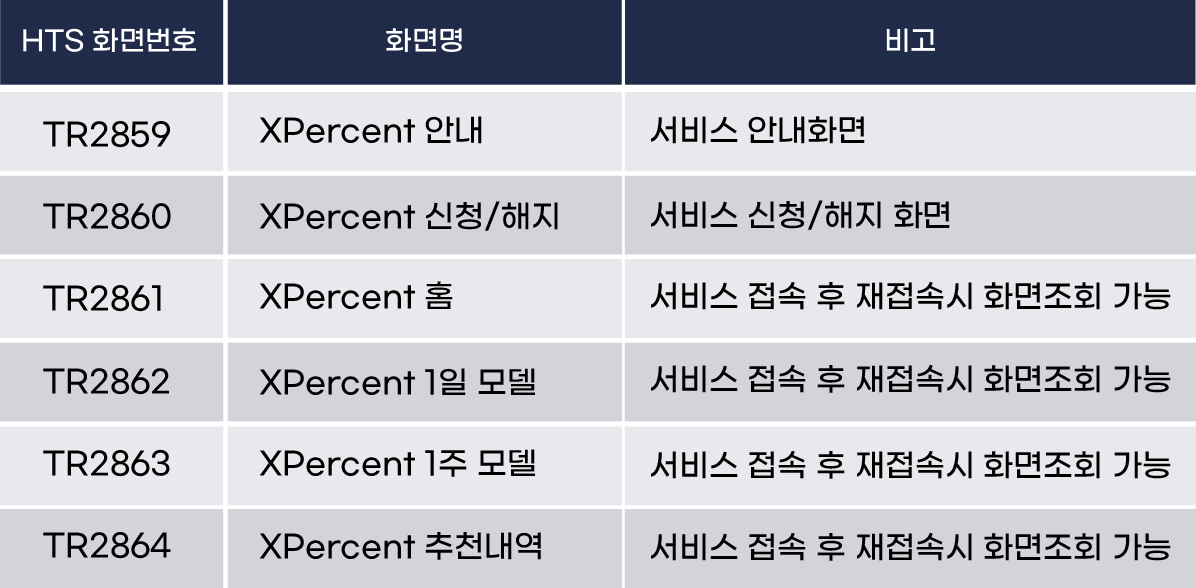 HTS 화면번호 화면명 비고
TR2859 XPercent 안내 서비스 안내화면
TR2860 XPercent 신청/해지 서비스 신청/해지 화면
TR2861 XPercent 홈 서비스 접속 후 재접속시 화면조회 가능
TR2862 XPercent 1일 모델 서비스 접속 후 재접속시 화면조회 가능
TR2863 XPercent 1주 모델 서비스 접속 후 재접속시 화면조회 가능
TR2864 XPercent 추천내역 서비스 접속 후 재접속시 화면조회 가능